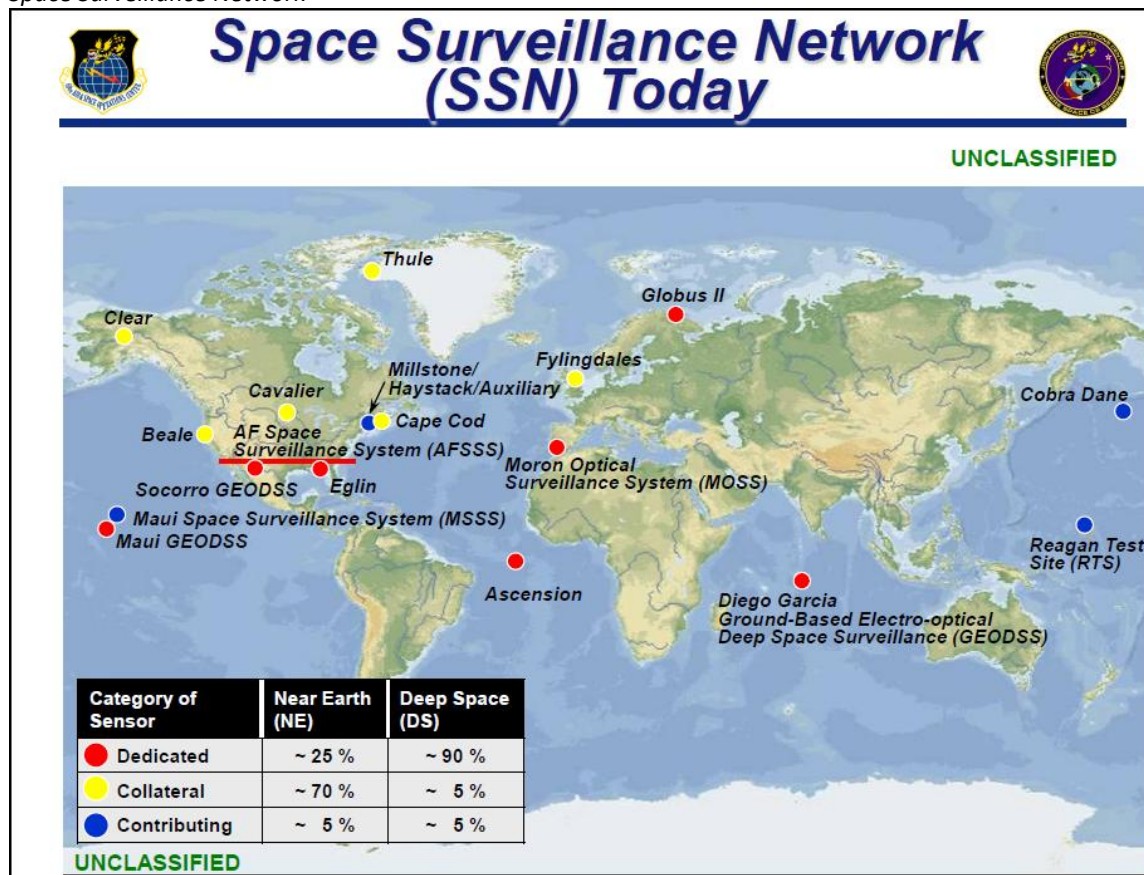 Space Surveillance Network
Space Surveillance Network
(SSN) Today
UNCLASSIFIED
Thule
Globus II
Clear
Millstone/
Haystack/Auxiliary
Fylingdales
Cavalier
Cobra Dane
Cape Cod
Beale
AF Space
Surveillance System (AFSSS)
Moron Optical
Surveillance System (MOSS)
Socorro GEODSS
Eglin
Maui Space Surveillance System (MSSS)
Maui GEODSS
Reagan Test
Site (RTS)
Ascension
Diego Garcia
Ground-Based Electro-optical
Deep Space Surveillance (GEODSS)
Category of
Sensor
Near Earth
(NE)
Deep Space
(DS)
Dedicated ~ 25 % ~ 90 %
Collateral ~ 70 % ~ 5 %
Contributing ~ 5 % ~ 5 %
UNCLASSIFIED